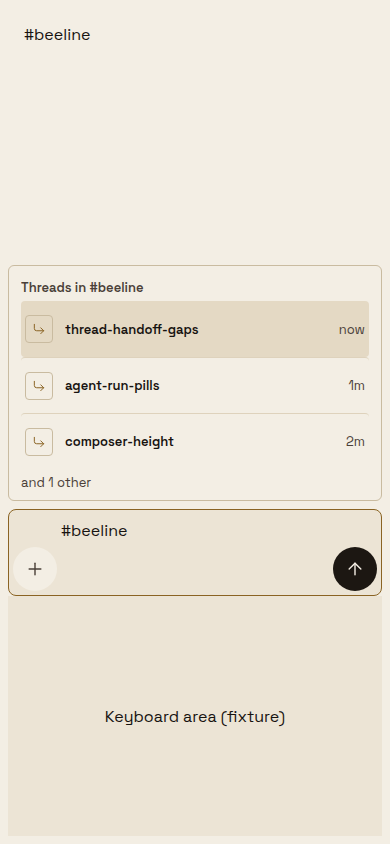 #beeline
Threads in #beeline
thread-handoff-gaps now
agent-run-pills 1m
composer-height 2m
and 1 other
#beeline
Keyboard area (fixture)